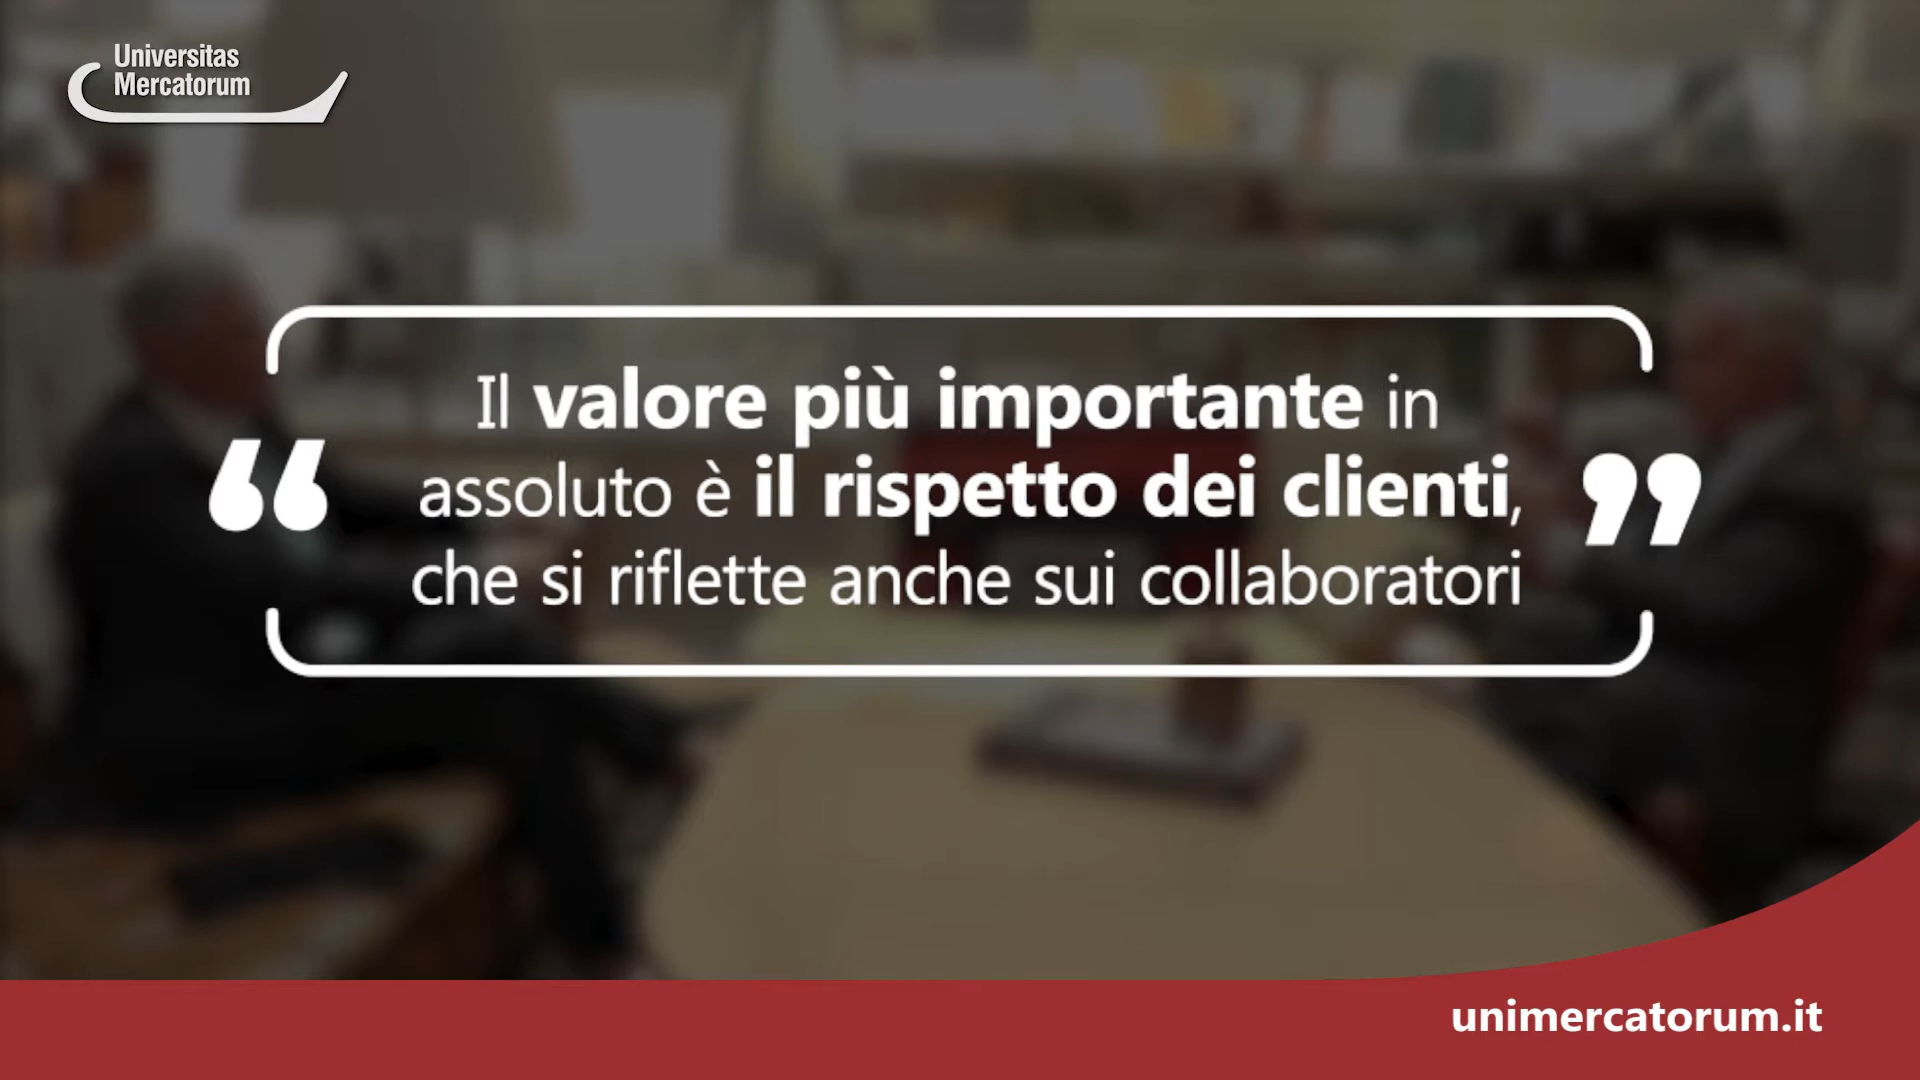 Universitas
Mercatorum
“ Il valore più importante in
assoluto è il rispetto dei clienti,
che si riflette anche sui collaboratori ”
unimercatorum.it